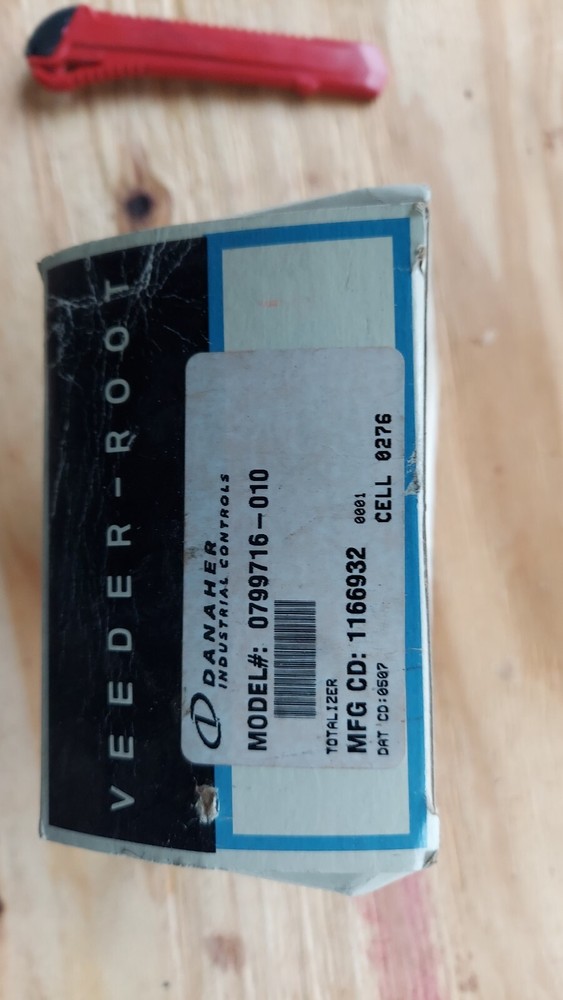 VEEDER-ROOT
DANAHER
INDUSTRIAL CONTROLS
MODEL#: 0799716-010
TOTALIZER
MFG CD: 1166932 0001
DAT CD:0507 CELL 0276